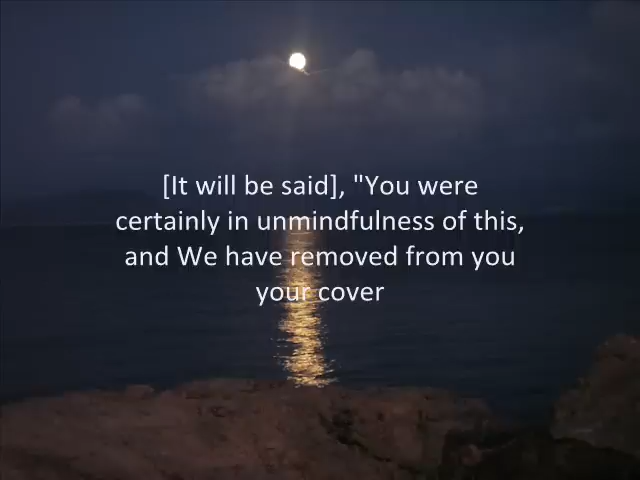 [It will be said], "You were
certainly in unmindfulness of this,
and We have removed from you
your cover